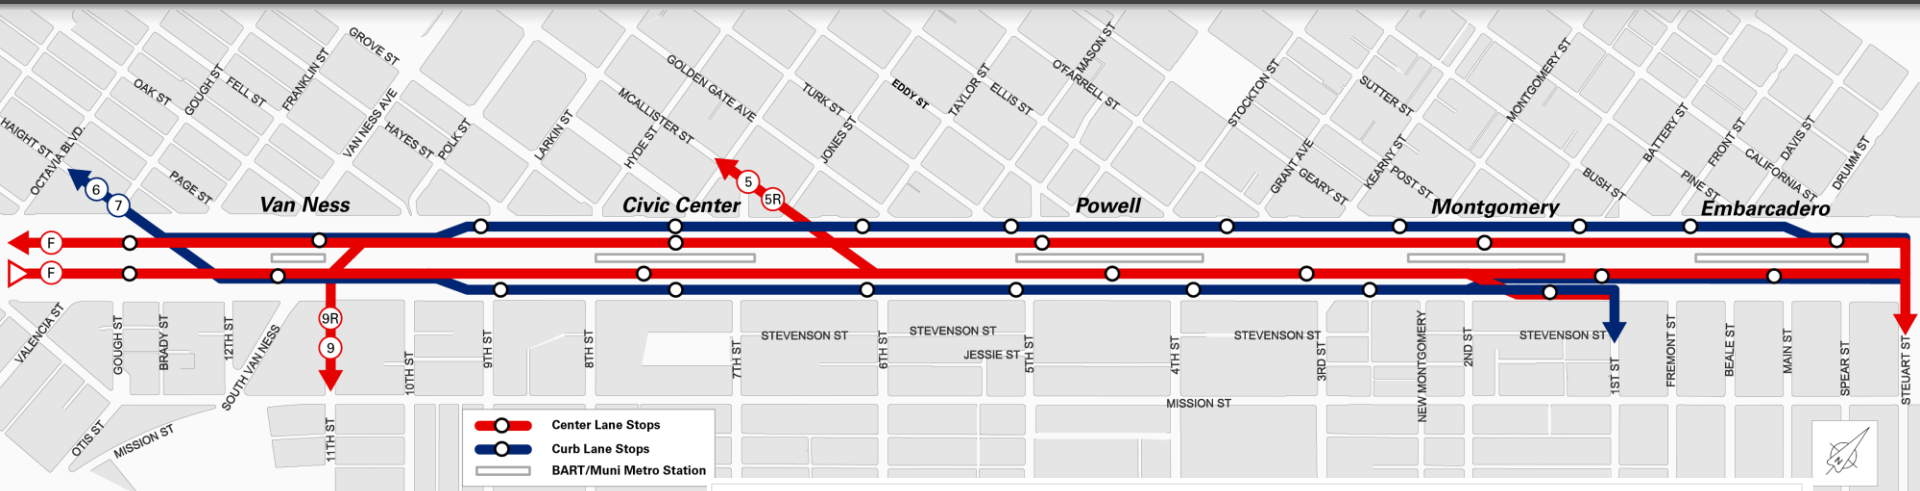 GROVE ST
FRANKLIN ST
GOUGH ST
FELL ST
OAK ST
HAIGHT ST
OCTAVIA BLVD.
PAGE ST
VAN NESS AVE
HAYES ST
POLK ST
LARKIN ST
GOLDEN GATE AVE
MCALLISTER ST
HYDE ST
TURK ST
JONES ST
EDDY ST
TAYLOR ST
ELLIS ST
MASON ST
O'FARRELL ST
STOCKTON ST
GRANT AVE
GEARY ST
SUTTER ST
KEARNY ST
POST ST
MONTGOMERY ST
BUSH ST
BATTERY ST
PINE ST
FRONT ST
CALIFORNIA ST
DAVIS ST
DRUMM ST
6
7
5
5R
Van Ness
Civic Center
Powell
Montgomery
Embarcadero
F
F
9R
9
VALENCIA ST
GOUGH ST
BRADY ST
12TH ST
SOUTH VAN NESS
OTIS ST
MISSION ST
11TH ST
10TH ST
9TH ST
8TH ST
7TH ST
STEVENSON ST
6TH ST
STEVENSON ST
JESSIE ST
5TH ST
4TH ST
MISSION ST
STEVENSON ST
3RD ST
NEW MONTGOMERY
2ND ST
STEVENSON ST
1ST ST
FREMONT ST
BEALE ST
MAIN ST
SPEAR ST
STEUART ST
Center Lane Stops
Curb Lane Stops
BART/Muni Metro Station
N